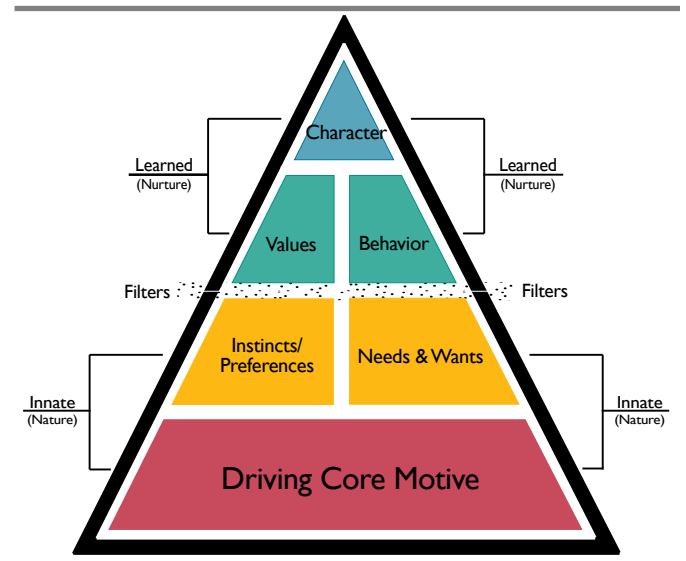 Character
Learned
(Nurture)
Learned
(Nurture)
Values
Behavior
Filters
Filters
Instincts/
Preferences
Needs & Wants
Innate
(Nature)
Innate
(Nature)
Driving Core Motive